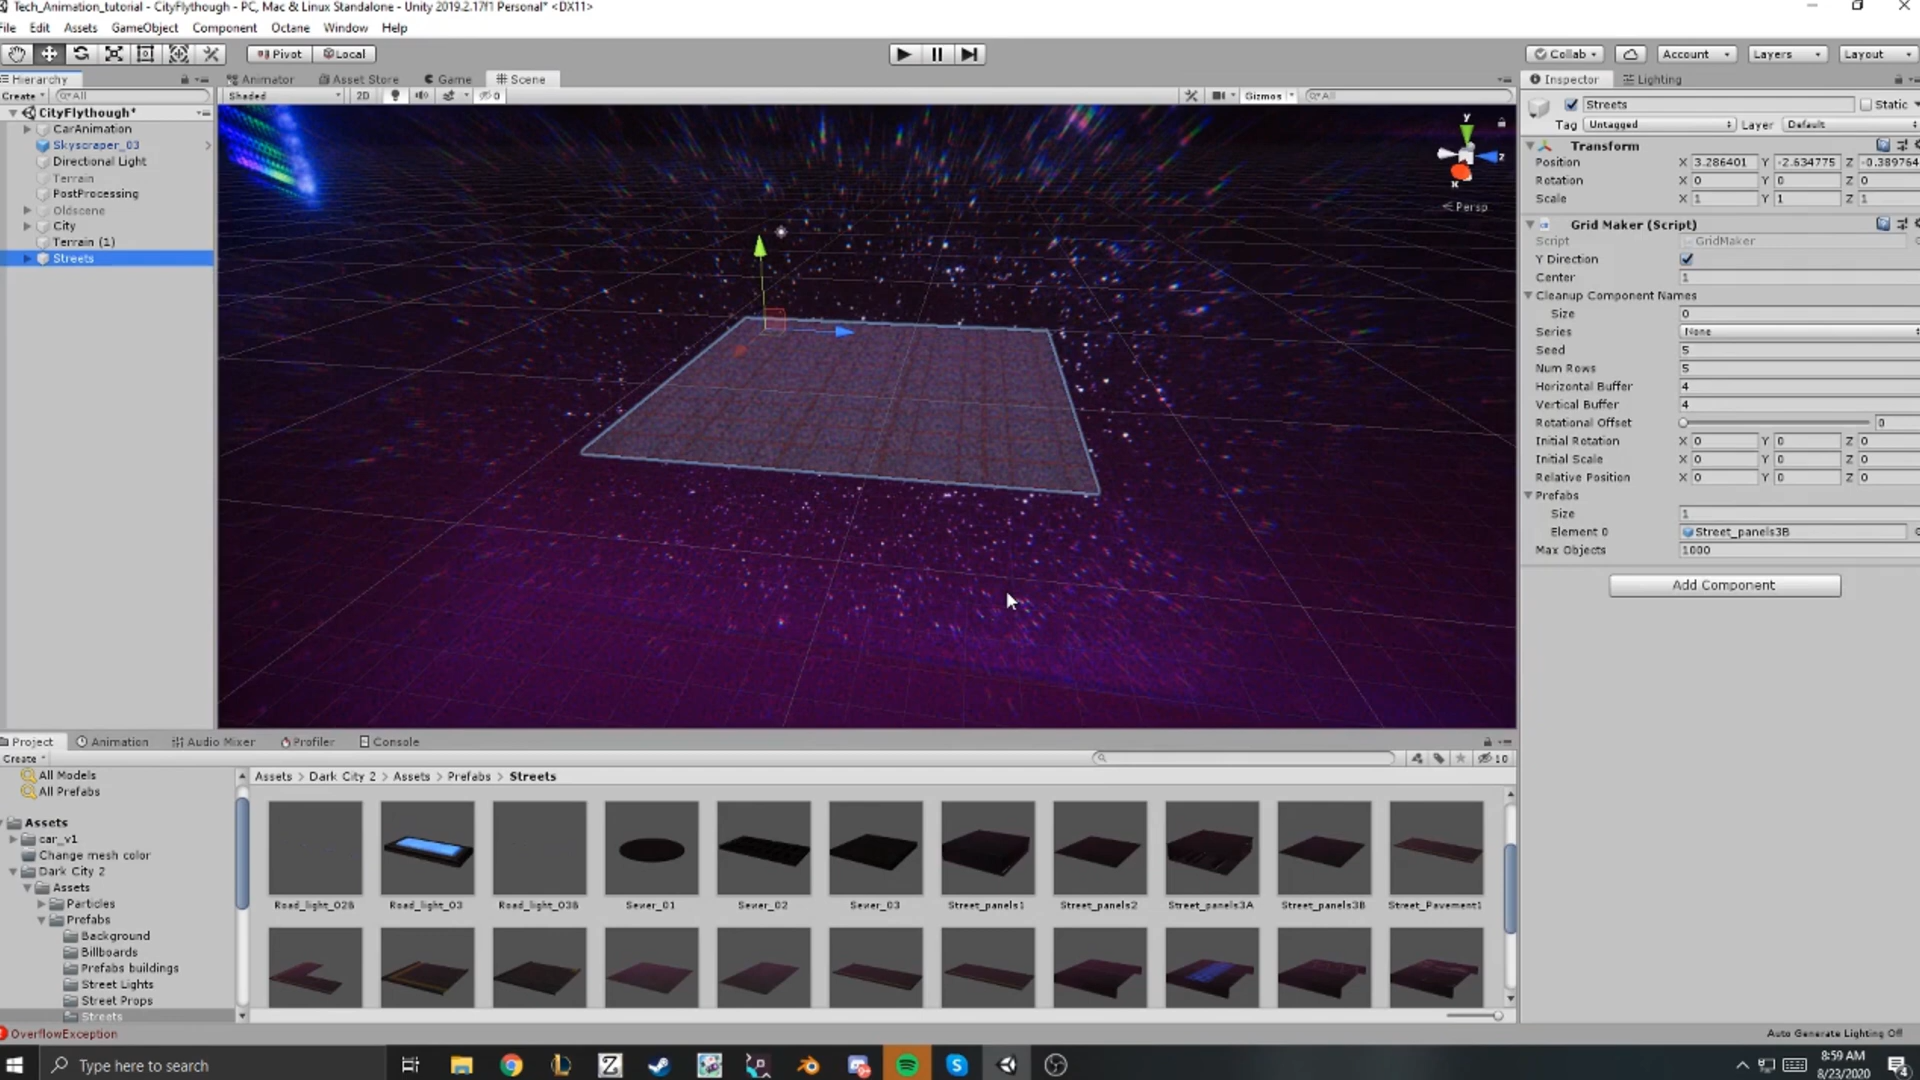 Tech_Animation_tutorial - CityFlythough - PC, Mac & Linux Standalone - Unity 2019.2.17f1 Personal* <DX11>
File Edit Assets GameObject Component Octane Window Help
Pivot Local Collab Account Layers Layout
Hierarchy Animator Asset Store Game Scene Inspector Lighting
Create All Shaded 2D 0 Gizmos All
CityFlythough*
CarAnimation
Skyscraper_03
Directional Light
Terrain
PostProcessing
Oldscene
City
Terrain (1)
Streets
y
z
x
Persp
Streets Static
Tag Untagged Layer Default
Transform
Position X 3.286401 Y -2.634775 Z -0.389764
Rotation X 0 Y 0 Z 0
Scale X 1 Y 1 Z 1
Grid Maker (Script)
Script GridMaker
Y Direction
Center 1
Cleanup Component Names
Size 0
Series None
Seed 5
Num Rows 5
Horizontal Buffer 4
Vertical Buffer 4
Rotational Offset 0
Initial Rotation X 0 Y 0 Z 0
Initial Scale X 0 Y 0 Z 0
Relative Position X 0 Y 0 Z 0
Prefabs
Size 1
Element 0 Street_panels3B
Max Objects 1000
Add Component
Project Animation Audio Mixer Profiler Console
Create 10
All Models
All Prefabs
Assets
car_v1
Change mesh color
Dark City 2
Assets
Particles
Prefabs
Background
Billboards
Prefabs buildings
Street Lights
Street Props
Streets
Assets > Dark City 2 > Assets > Prefabs > Streets
Road_light_02B Road_light_03 Road_light_03B Sewer_01 Sewer_02 Sewer_03 Street_panels1 Street_panels2 Street_panels3A Street_panels3B Street_Pavement1
OverflowException
Auto Generate Lighting Off
Type here to search
8:59 AM
8/23/2020
4